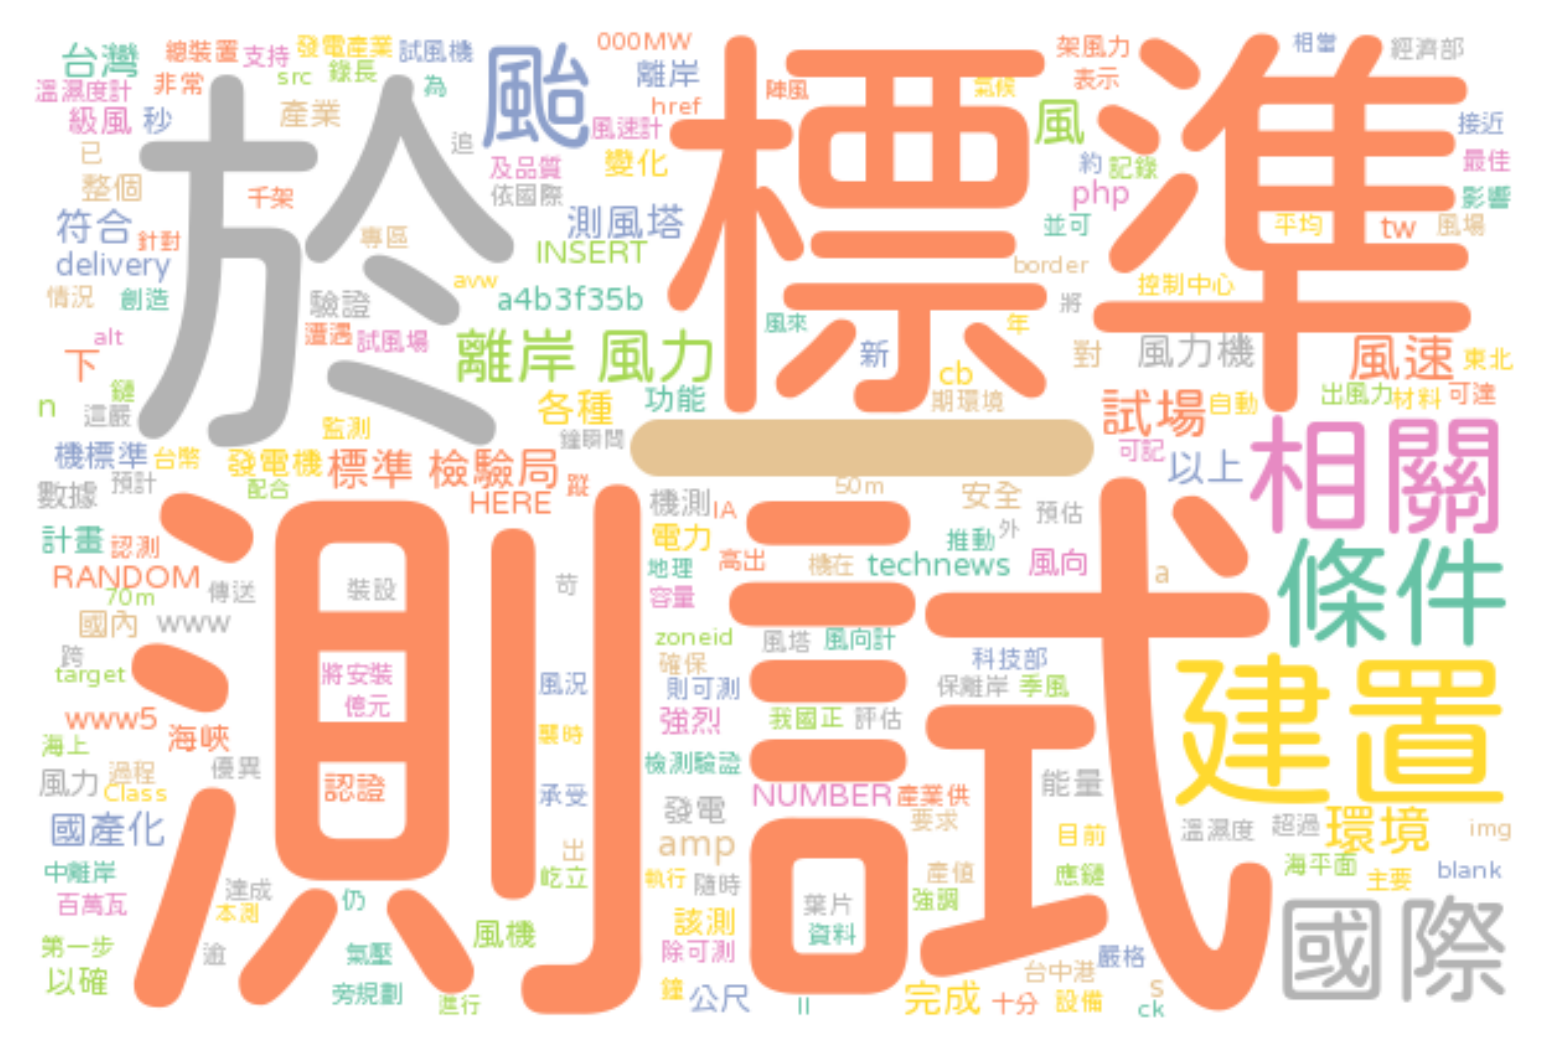 台灣 總裝置 支持 發電產業 試風機 颱 000MW 架風力 相當 經濟部
溫濕度計 非常 src 錄長 為 離岸 標準 陣風 氣候 表示
級風 秒 於 產業 追 href 風速計 風 接近
已 及品質 變化 約 記錄 最佳
整個 千架 依國際 php 影響
符合 針對 專區 測風塔 並可 平均 tw 風場
delivery INSERT border
情況 創造 驗證 avw a4b3f35b 將 控制中心
alt 遭遇 試風場 離岸 風力 風來 年
下 新 對 風力機 風速 東北
n 鏈 這嚴 各種 功能 cb 期環境 試場 自動 出風力 材料 可達
監測 鐘瞬間 一 可記 相關
機標準 台幣 發電機 標準 檢驗局 以上
數據 預計 配合 HERE 蹤 機測 IA 50m 安全 預估
計畫 認測 測試 電力 高出 推動 外 條件
RANDOM 地理 機在 technews 風向 a
70m 傳送 裝設 苛 容量
國內 www zoneid 風塔 風向計
跨 target 將安裝 風況 確保 則可測 科技部 保離岸 季風 建置
www5 億元 強烈 我國正 評估
海上 海峽 襲時 檢測驗證
風力 過程 優異 認證 承受 NUMBER 產業供 能量
Class 發電 要求
國產化 出 amp 目前 溫濕度 超過 環境 img
中離岸 達成 屹立 執行 隨時 產值 應鏈 海平面 主要 blank
百萬瓦 本測 仍 葉片 強調
第一步 逾 氣壓 風機 該測 資料 國際
以確 除可測 台中港 嚴格
旁規劃 進行 鐘 公尺 II 完成 十分 設備 s ck